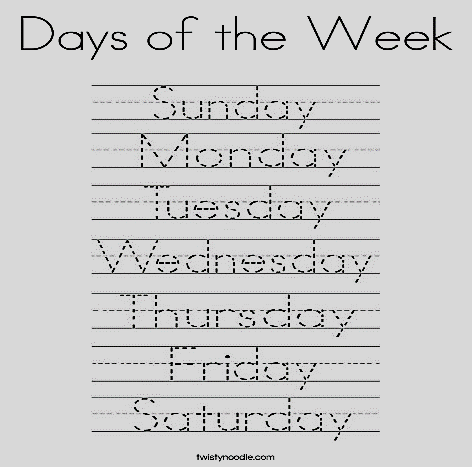 Days of the Week
Sunday
Monday
Tuesday
Wednesday
Thursday
Friday
Saturday
twistynoodle.com